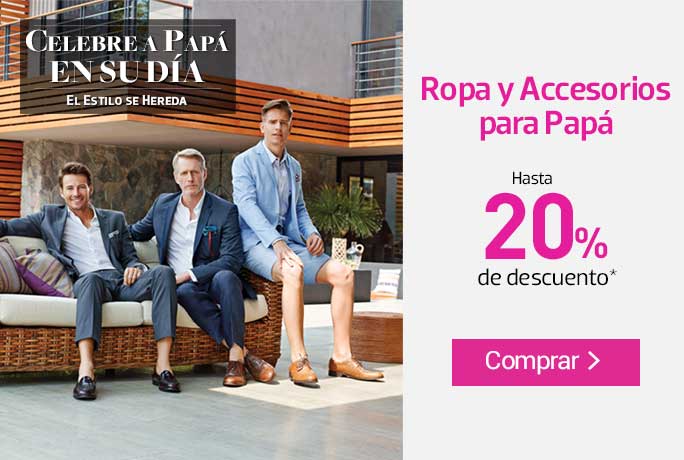 CELEBRE A PAPÁ
EN SU DÍA
EL ESTILO SE HEREDA
Ropa y Accesorios
para Papá
Hasta
20%
de descuento*
Comprar >